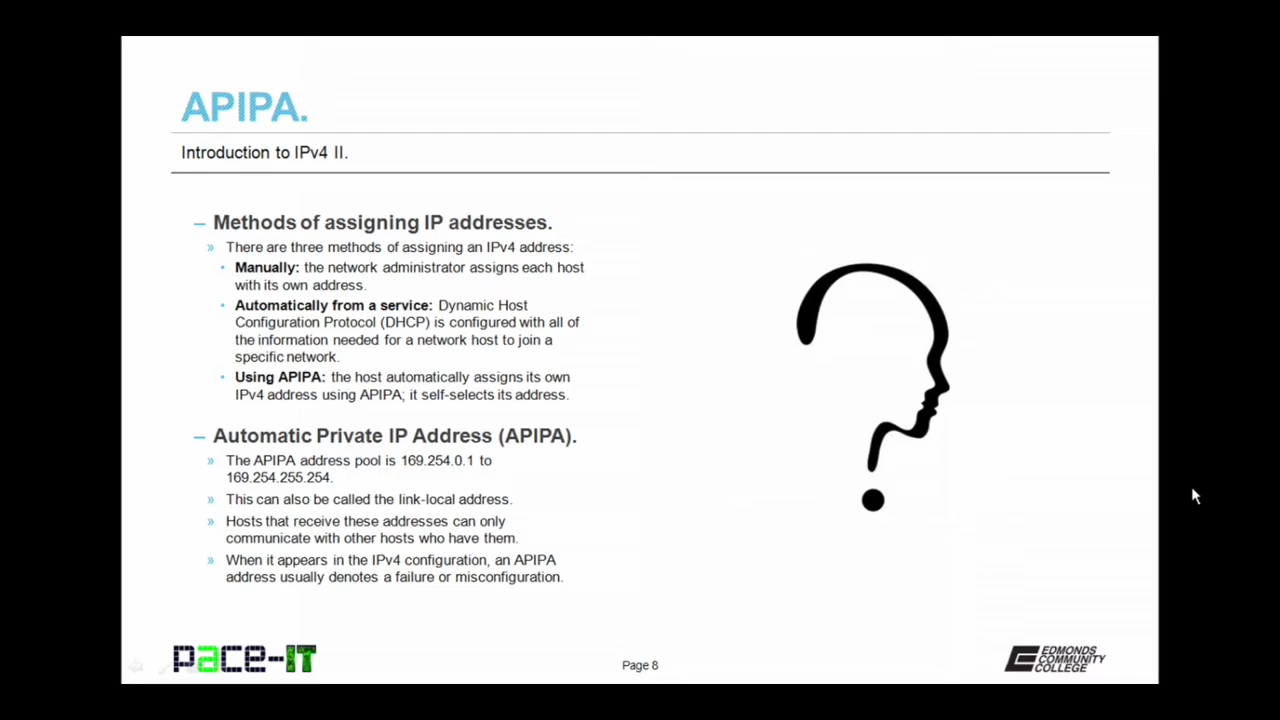 APIPA.
Introduction to IPv4 II.
– Methods of assigning IP addresses.
» There are three methods of assigning an IPv4 address:
• Manually: the network administrator assigns each host
with its own address.
• Automatically from a service: Dynamic Host
Configuration Protocol (DHCP) is configured with all of
the information needed for a network host to join a
specific network.
• Using APIPA: the host automatically assigns its own
IPv4 address using APIPA; it self-selects its address.
– Automatic Private IP Address (APIPA).
» The APIPA address pool is 169.254.0.1 to
169.254.255.254.
» This can also be called the link-local address.
» Hosts that receive these addresses can only
communicate with other hosts who have them.
» When it appears in the IPv4 configuration, an APIPA
address usually denotes a failure or misconfiguration.
pace-IT
Page 8
EDMONDS
COMMUNITY
COLLEGE